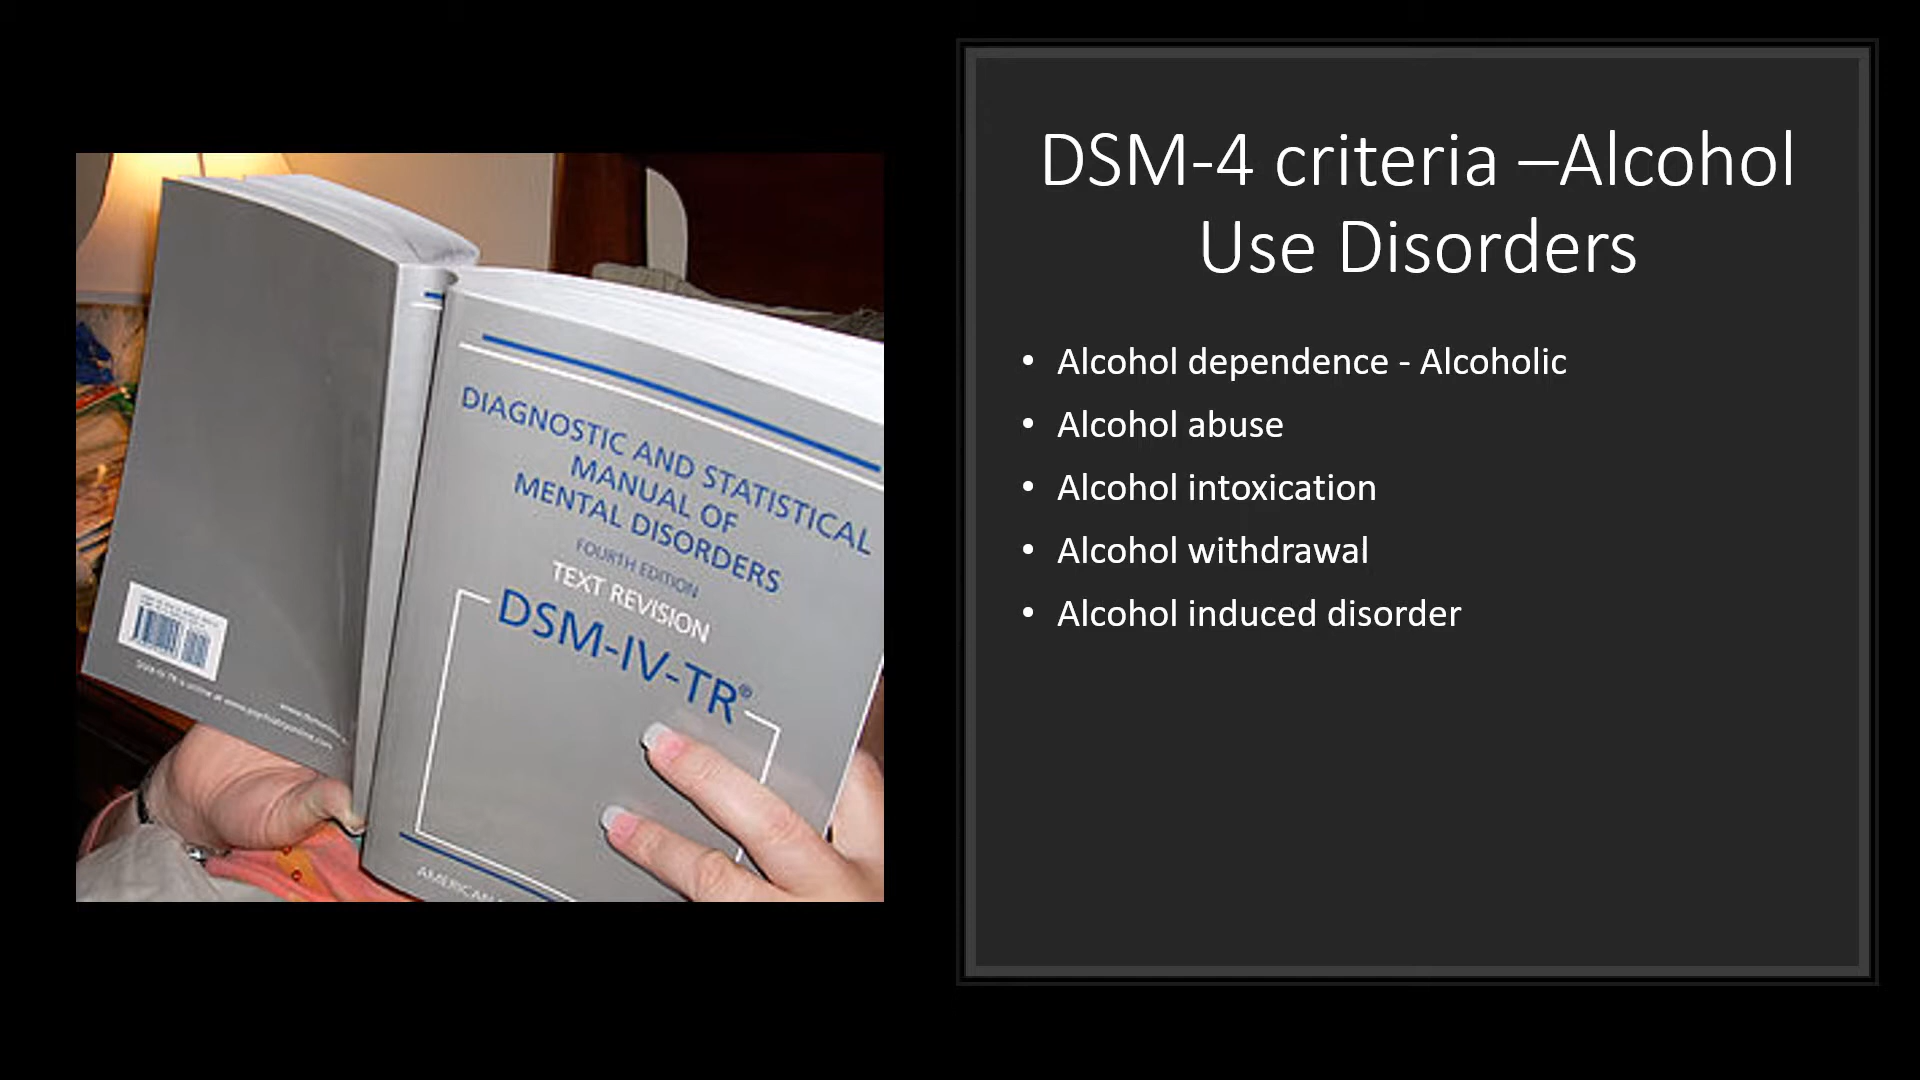 DIAGNOSTIC AND STATISTICAL
MANUAL OF
MENTAL DISORDERS
FOURTH EDITION
TEXT REVISION
DSM-IV-TR®
AMERICAN
DSM-4 criteria –Alcohol
Use Disorders
• Alcohol dependence - Alcoholic
• Alcohol abuse
• Alcohol intoxication
• Alcohol withdrawal
• Alcohol induced disorder